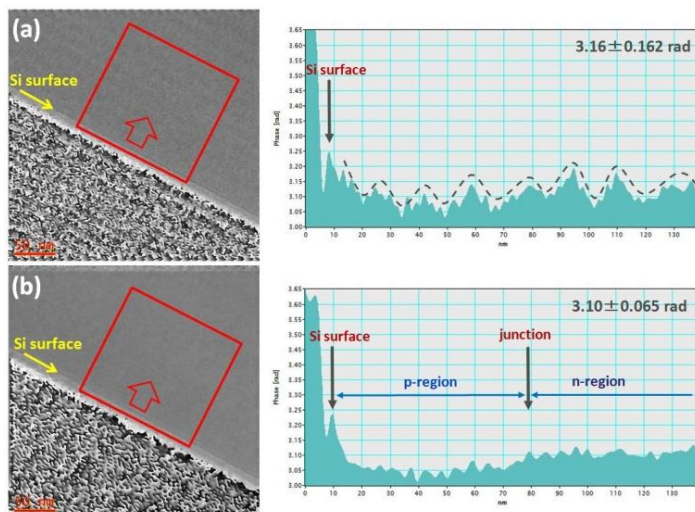 (a)
Si surface
50 nm
3.16±0.162 rad
Si surface
Phase [rad]
3.65
3.60
3.55
3.50
3.45
3.40
3.35
3.30
3.25
3.20
3.15
3.10
3.05
3.00
0 10 20 30 40 50 60 70 80 90 100 110 120 130
nm
(b)
Si surface
50 nm
3.10±0.065 rad
Si surface
junction
p-region
n-region
Phase [rad]
3.65
3.60
3.55
3.50
3.45
3.40
3.35
3.30
3.25
3.20
3.15
3.10
3.05
3.00
0 10 20 30 40 50 60 70 80 90 100 110 120 130
nm